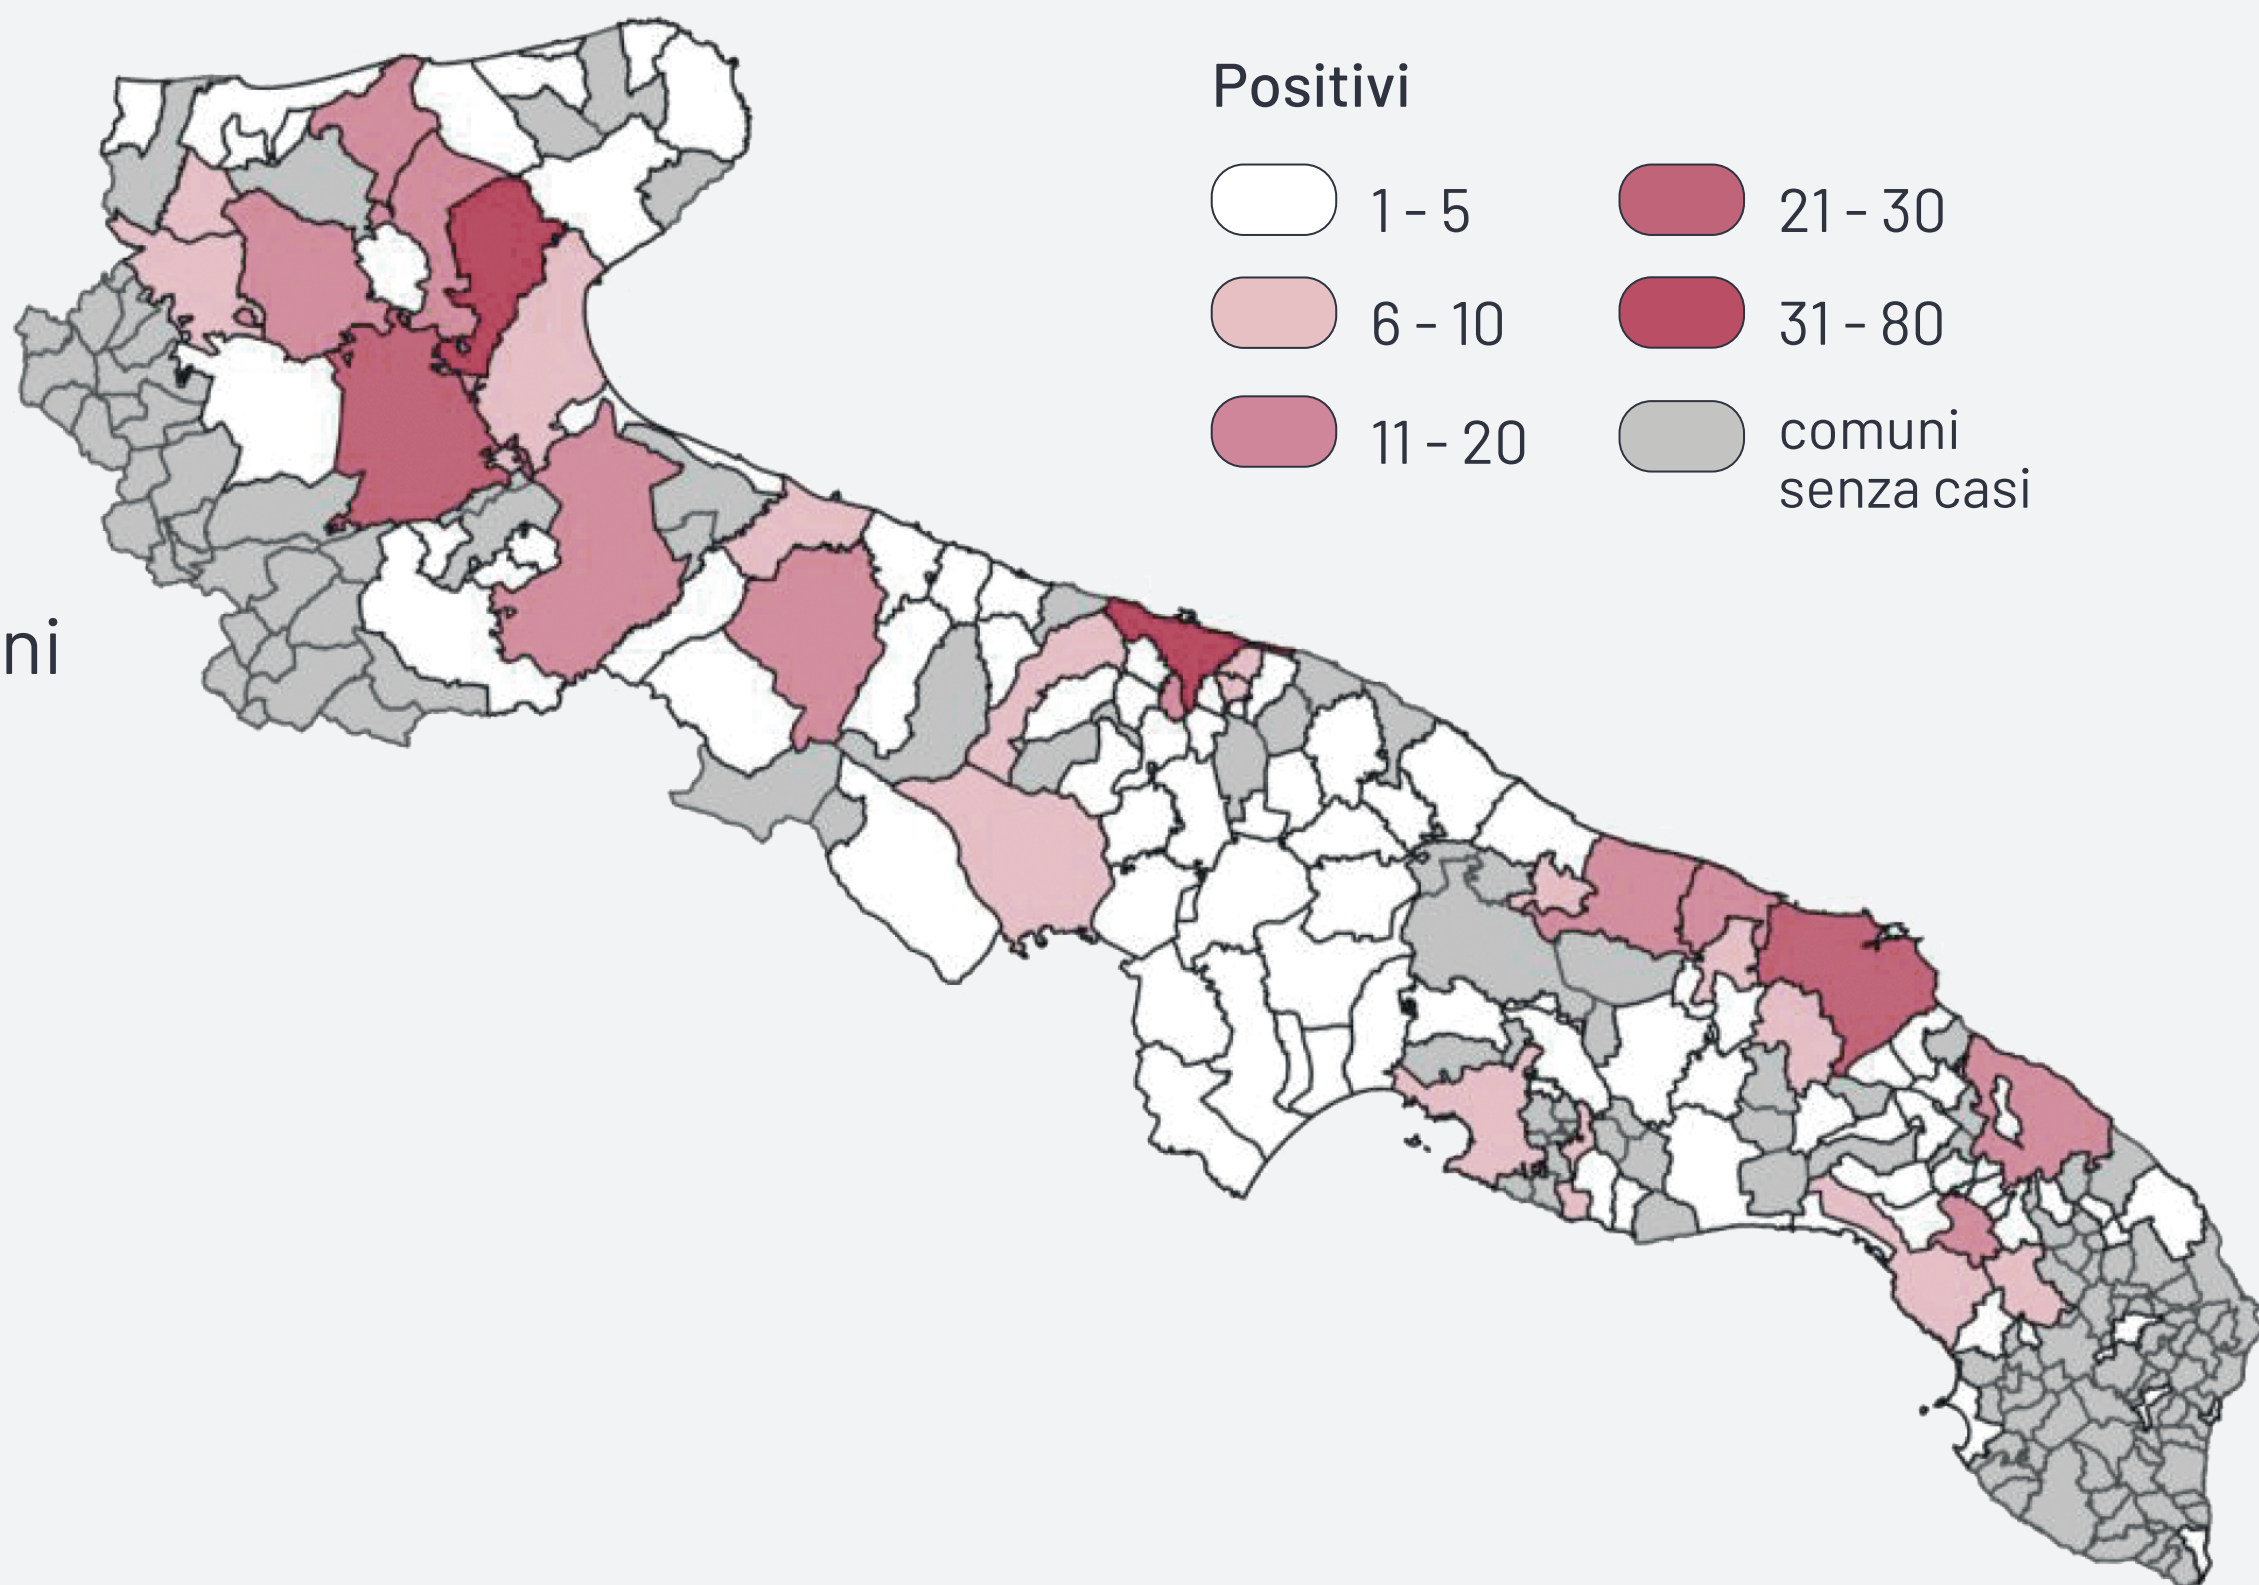 Positivi
1 - 5
21 - 30
6 - 10
31 - 80
11 - 20
comuni
senza casi
ni